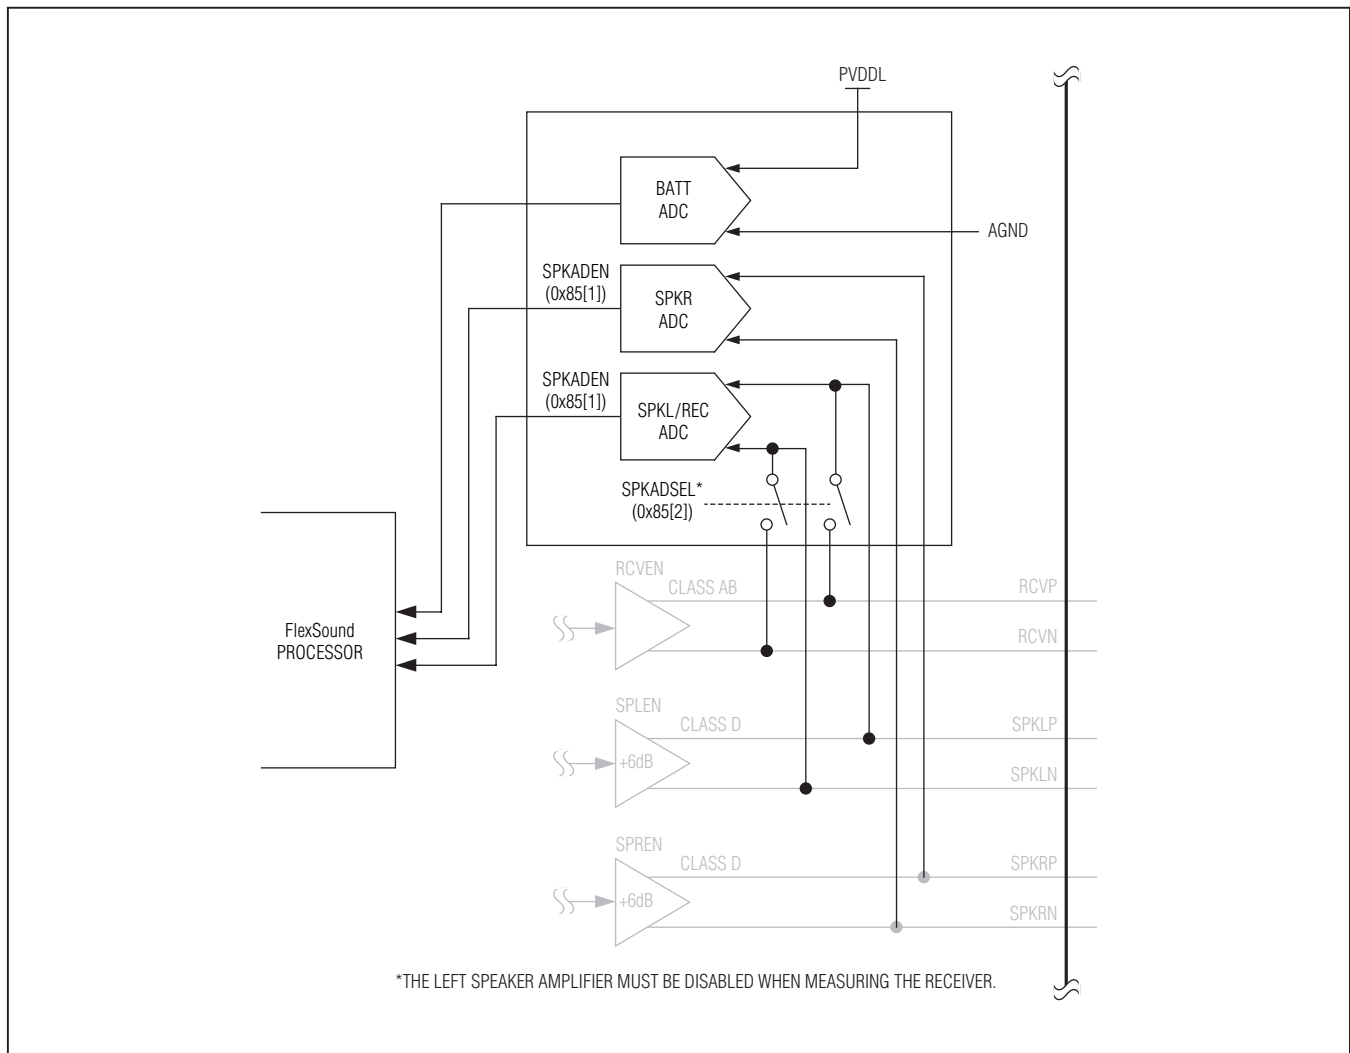 PVDDL
BATT
ADC
AGND
SPKADEN
(0x85[1])
SPKR
ADC
SPKADEN
(0x85[1])
SPKL/REC
ADC
SPKADSEL*
(0x85[2])
RCVEN
CLASS AB
RCVP
FlexSound
PROCESSOR
RCVN
SPLEN
CLASS D
SPKLP
+6dB
SPKLN
SPREN
CLASS D
SPKRP
+6dB
SPKRN
*THE LEFT SPEAKER AMPLIFIER MUST BE DISABLED WHEN MEASURING THE RECEIVER.